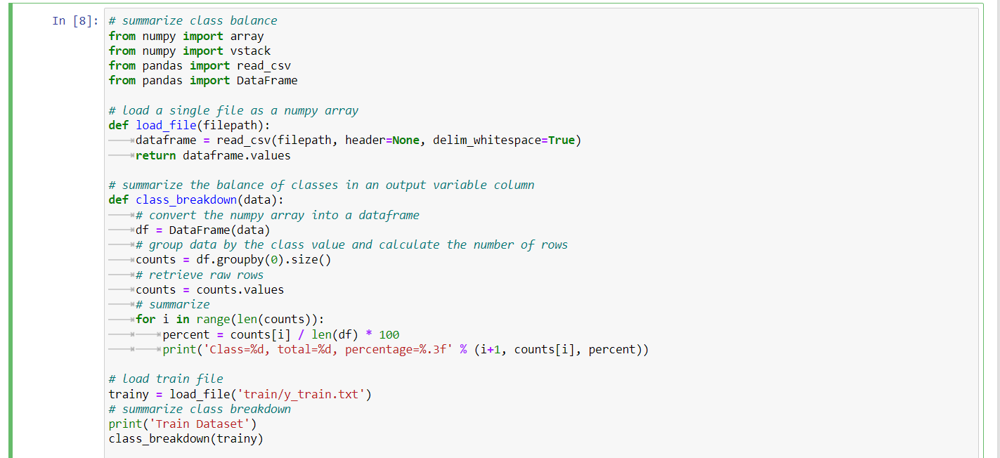 In [8]: # summarize class balance
from numpy import array
from numpy import vstack
from pandas import read_csv
from pandas import DataFrame
# load a single file as a numpy array
def load_file(filepath):
dataframe = read_csv(filepath, header=None, delim_whitespace=True)
return dataframe.values
# summarize the balance of classes in an output variable column
def class_breakdown(data):
# convert the numpy array into a dataframe
df = DataFrame(data)
# group data by the class value and calculate the number of rows
counts = df.groupby(0).size()
# retrieve raw rows
counts = counts.values
# summarize
for i in range(len(counts)):
percent = counts[i] / len(df) * 100
print('Class=%d, total=%d, percentage=%.3f' % (i+1, counts[i], percent))
# load train file
trainy = load_file('train/y_train.txt')
# summarize class breakdown
print('Train Dataset')
class_breakdown(trainy)